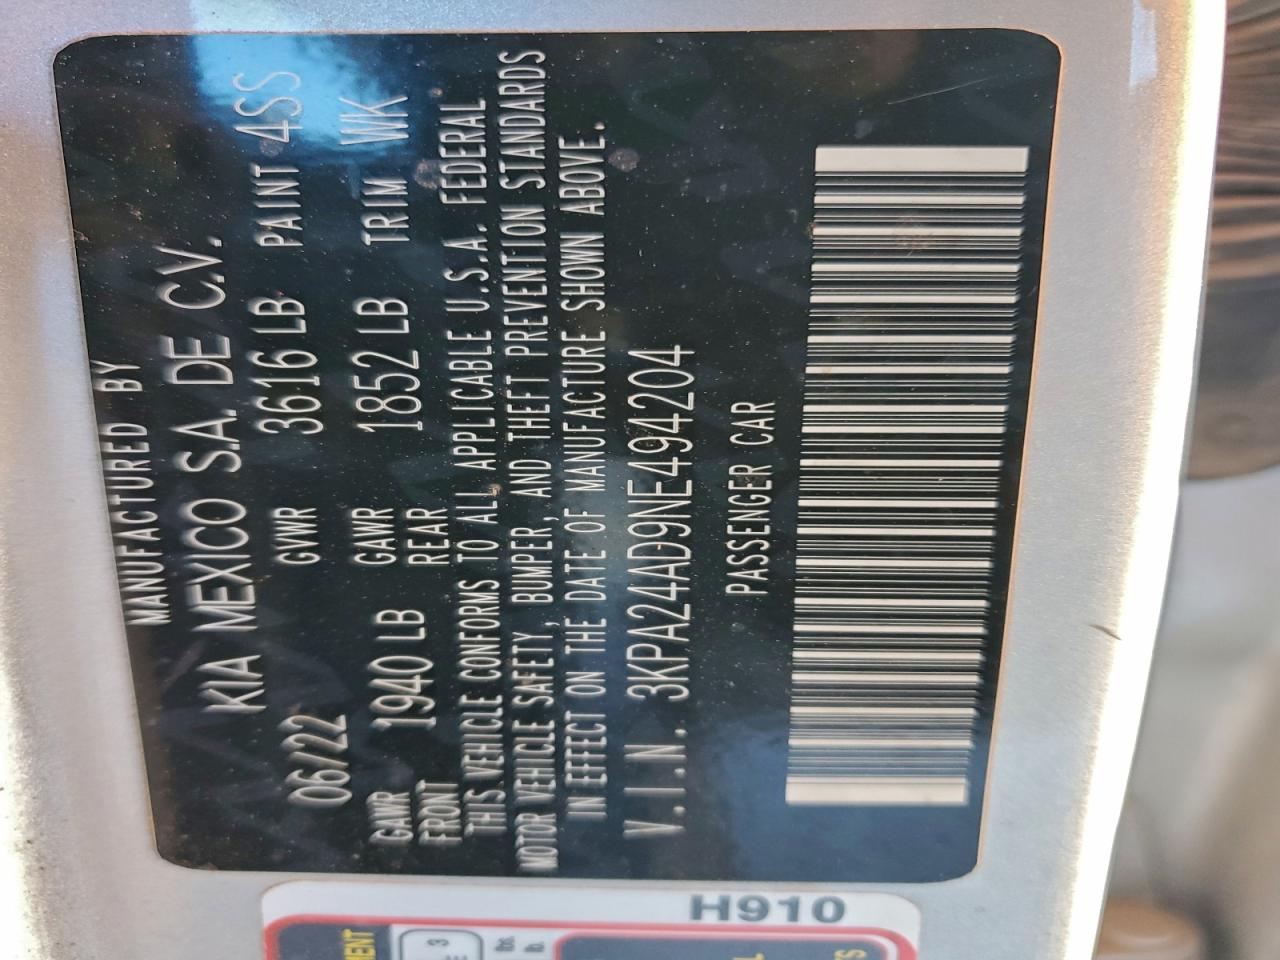 MANUFACTURED BY
KIA MEXICO S.A. DE C.V.
06/22 GVWR 3616 LB PAINT 4SS
GAWR FRONT 1940 LB GAWR REAR 1852 LB TRIM WK
THIS VEHICLE CONFORMS TO ALL APPLICABLE U.S.A. FEDERAL
MOTOR VEHICLE SAFETY, BUMPER, AND THEFT PREVENTION STANDARDS
IN EFFECT ON THE DATE OF MANUFACTURE SHOWN ABOVE.
V.I.N. 3KPA24AD9NE494204
PASSENGER CAR
H910
lbs.
lb.